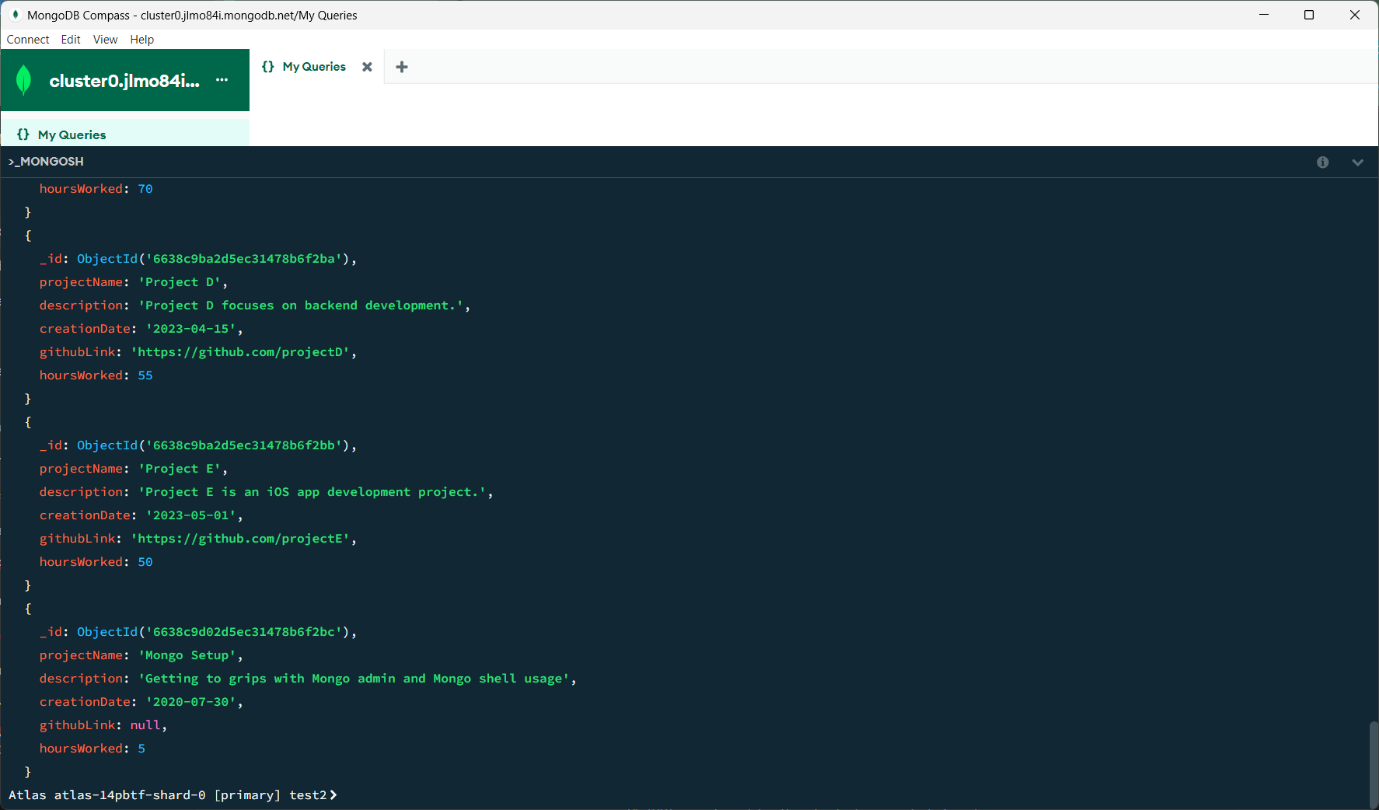 MongoDB Compass - cluster0.jlmo84i.mongodb.net/My Queries
Connect Edit View Help
cluster0.jlmo84i... ...
{} My Queries
{} My Queries
>_MONGOSH
hoursWorked: 70
}
{
_id: ObjectId('6638c9ba2d5ec31478b6f2ba'),
projectName: 'Project D',
description: 'Project D focuses on backend development.',
creationDate: '2023-04-15',
githubLink: 'https://github.com/projectD',
hoursWorked: 55
}
{
_id: ObjectId('6638c9ba2d5ec31478b6f2bb'),
projectName: 'Project E',
description: 'Project E is an iOS app development project.',
creationDate: '2023-05-01',
githubLink: 'https://github.com/projectE',
hoursWorked: 50
}
{
_id: ObjectId('6638c9d02d5ec31478b6f2bc'),
projectName: 'Mongo Setup',
description: 'Getting to grips with Mongo admin and Mongo shell usage',
creationDate: '2020-07-30',
githubLink: null,
hoursWorked: 5
}
Atlas atlas-14pbtf-shard-0 [primary] test2>